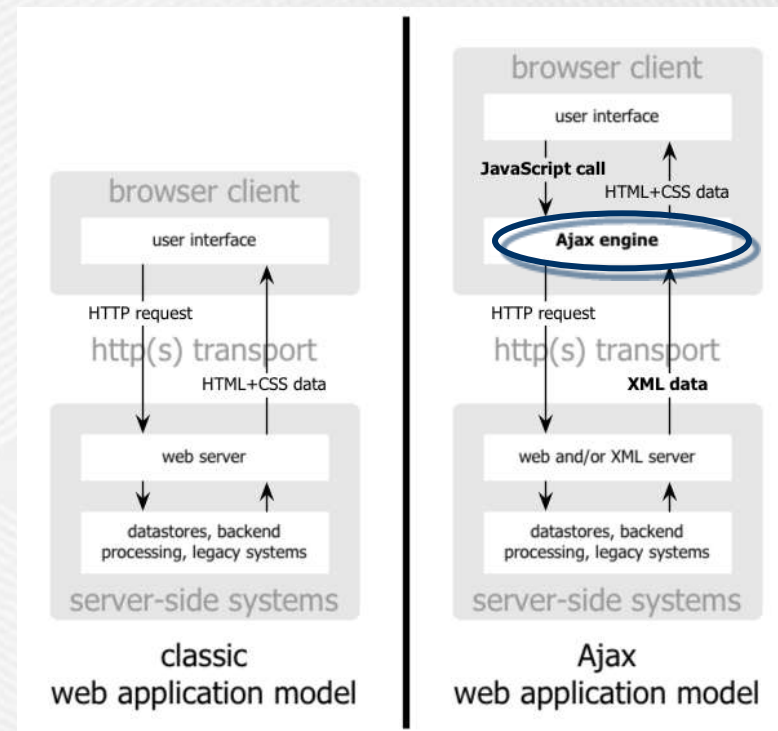 browser client
user interface
HTTP request
http(s) transport
HTML+CSS data
web server
datastores, backend
processing, legacy systems
server-side systems
classic
web application model
browser client
user interface
JavaScript call
HTML+CSS data
Ajax engine
HTTP request
http(s) transport
XML data
web and/or XML server
datastores, backend
processing, legacy systems
server-side systems
Ajax
web application model